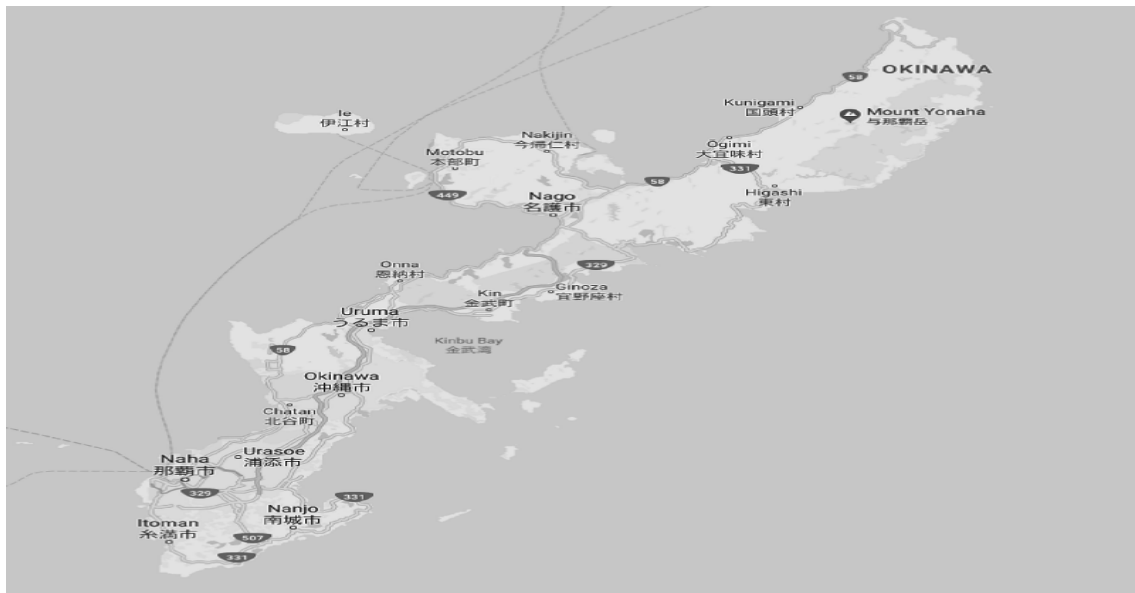 58
OKINAWA
Kunigami
国頭村
Mount Yonaha
与那覇岳
Ie
伊江村
Nakijin
今帰仁村
Ōgimi
大宜味村
Motobu
本部町
331
58
449
Higashi
東村
Nago
名護市
Onna
恩納村
329
Kin
金武町
Ginoza
宜野座村
Uruma
うるま市
Kinbu Bay
金武湾
58
Okinawa
沖縄市
Chatan
北谷町
Urasoe
浦添市
Naha
那覇市
329
331
Nanjo
南城市
Itoman
糸満市
507
331